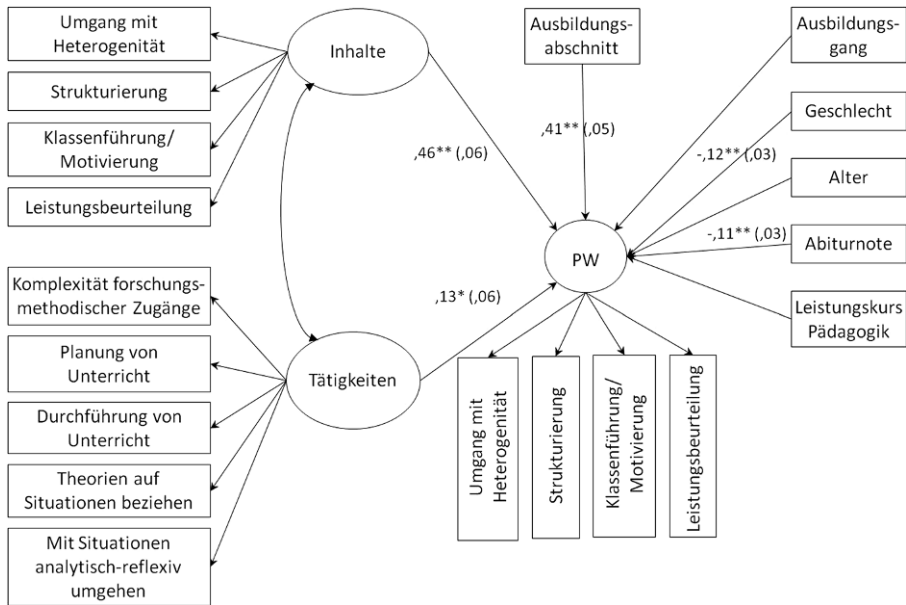 Umgang mit
Heterogenität
Strukturierung
Klassenführung/
Motivierung
Leistungsbeurteilung
Inhalte
Ausbildungs-
abschnitt
Ausbildungs-
gang
Geschlecht
Alter
Abiturnote
Leistungskurs
Pädagogik
,46** (,06)
,41** (,05)
-,12** (,03)
-,11** (,03)
PW
,13* (,06)
Komplexität forschungs-
methodischer Zugänge
Planung von
Unterricht
Durchführung von
Unterricht
Theorien auf
Situationen beziehen
Mit Situationen
analytisch-reflexiv
umgehen
Tätigkeiten
Umgang mit
Heterogenität
Strukturierung
Klassenführung/
Motivierung
Leistungsbeurteilung